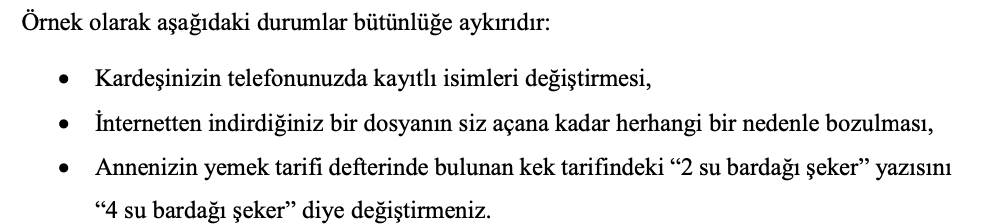 Örnek olarak aşağıdaki durumlar bütünlüğe aykırıdır:
• Kardeşinizin telefonunuzda kayıtlı isimleri değiştirmesi,
• İnternetten indirdiğiniz bir dosyanın siz açana kadar herhangi bir nedenle bozulması,
• Annenizin yemek tarifi defterinde bulunan kek tarifindeki “2 su bardağı şeker” yazısını
“4 su bardağı şeker” diye değiştirmeniz.